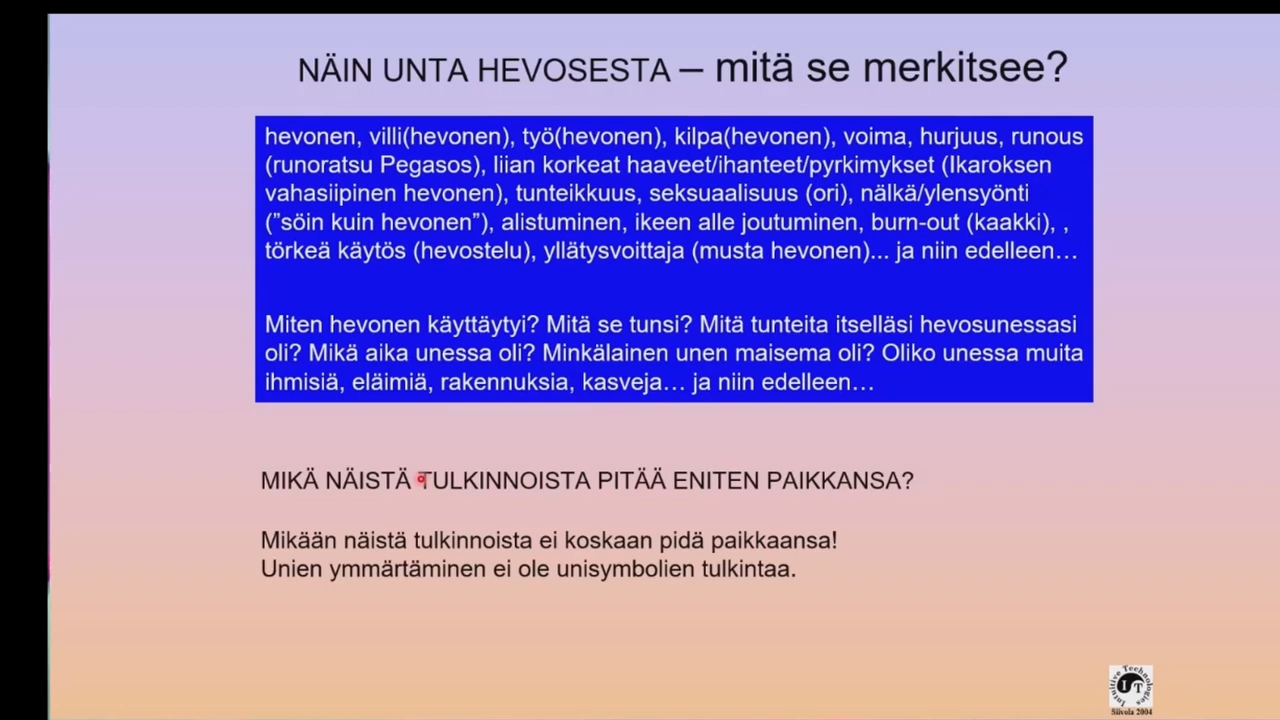 NÄIN UNTA HEVOSESTA – mitä se merkitsee?
hevonen, villi(hevonen), työ(hevonen), kilpa(hevonen), voima, hurjuus, runous
(runoratsu Pegasos), liian korkeat haaveet/ihanteet/pyrkimykset (Ikaroksen
vahasiipinen hevonen), tunteikkuus, seksuaalisuus (ori), nälkä/ylensyönti
("söin kuin hevonen"), alistuminen, ikeen alle joutuminen, burn-out (kaakki), ,
törkeä käytös (hevostelu), yllätysvoittaja (musta hevonen)... ja niin edelleen…
Miten hevonen käyttäytyi? Mitä se tunsi? Mitä tunteita itselläsi hevosunessasi
oli? Mikä aika unessa oli? Minkälainen unen maisema oli? Oliko unessa muita
ihmisiä, eläimiä, rakennuksia, kasveja… ja niin edelleen…
MIKÄ NÄISTÄ TULKINNOISTA PITÄÄ ENITEN PAIKKANSA?
Mikään näistä tulkinnoista ei koskaan pidä paikkaansa!
Unien ymmärtäminen ei ole unisymbolien tulkintaa.
Intuitive Technologies
IT
Siivola 2004